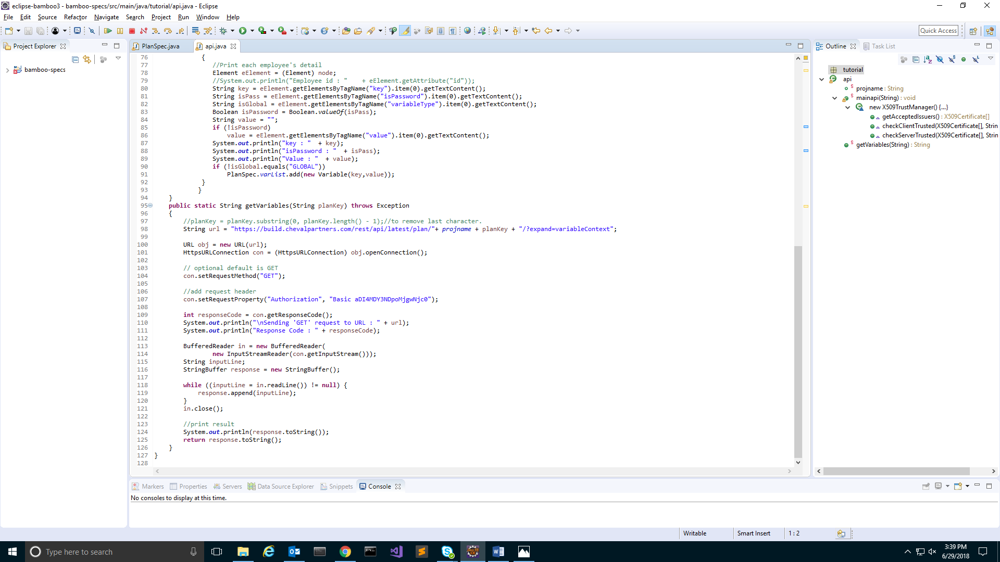 eclipse-bamboo3 - bamboo-specs/src/main/java/tutorial/api.java - Eclipse
File Edit Source Refactor Navigate Search Project Run Window Help
Quick Access
Project Explorer
bamboo-specs
PlanSpec.java api.java
76 {
77 //Print each employee's detail
78 Element eElement = (Element) node;
79 //System.out.println("Employee id : " + eElement.getAttribute("id"));
80 String key = eElement.getElementsByTagName("key").item(0).getTextContent();
81 String isPass = eElement.getElementsByTagName("isPassword").item(0).getTextContent();
82 String isGlobal = eElement.getElementsByTagName("variableType").item(0).getTextContent();
83 Boolean isPassword = Boolean.valueOf(isPass);
84 String value = "";
85 if (!isPassword)
86 value = eElement.getElementsByTagName("value").item(0).getTextContent();
87 System.out.println("key : " + key);
88 System.out.println("isPassword : " + isPass);
89 System.out.println("Value : " + value);
90 if (!isGlobal.equals("GLOBAL"))
91 PlanSpec.varList.add(new Variable(key,value));
92 }
93 }
94 }
95 public static String getVariables(String planKey) throws Exception
96 {
97 //planKey = planKey.substring(0, planKey.length() - 1);//to remove last character.
98 String url = "https://build.chevalpartners.com/rest/api/latest/plan/"+ projname + planKey + "/?expand=variableContext";
99
100 URL obj = new URL(url);
101 HttpsURLConnection con = (HttpsURLConnection) obj.openConnection();
102
103 // optional default is GET
104 con.setRequestMethod("GET");
105
106 //add request header
107 con.setRequestProperty("Authorization", "Basic aDI4MDY3NDpoMjgwNjc0");
108
109 int responseCode = con.getResponseCode();
110 System.out.println("\nSending 'GET' request to URL : " + url);
111 System.out.println("Response Code : " + responseCode);
112
113 BufferedReader in = new BufferedReader(
114 new InputStreamReader(con.getInputStream()));
115 String inputLine;
116 StringBuffer response = new StringBuffer();
117
118 while ((inputLine = in.readLine()) != null) {
119 response.append(inputLine);
120 }
121 in.close();
122
123 //print result
124 System.out.println(response.toString());
125 return response.toString();
126 }
127 }
128
Outline Task List
tutorial
api
projname : String
mainapi(String) : void
new X509TrustManager() {...}
getAcceptedIssuers() : X509Certificate[]
checkClientTrusted(X509Certificate[], Strin
checkServerTrusted(X509Certificate[], Strin
getVariables(String) : String
Markers Properties Servers Data Source Explorer Snippets Console
No consoles to display at this time.
Writable Smart Insert 1 : 2
Type here to search
3:39 PM
6/29/2018